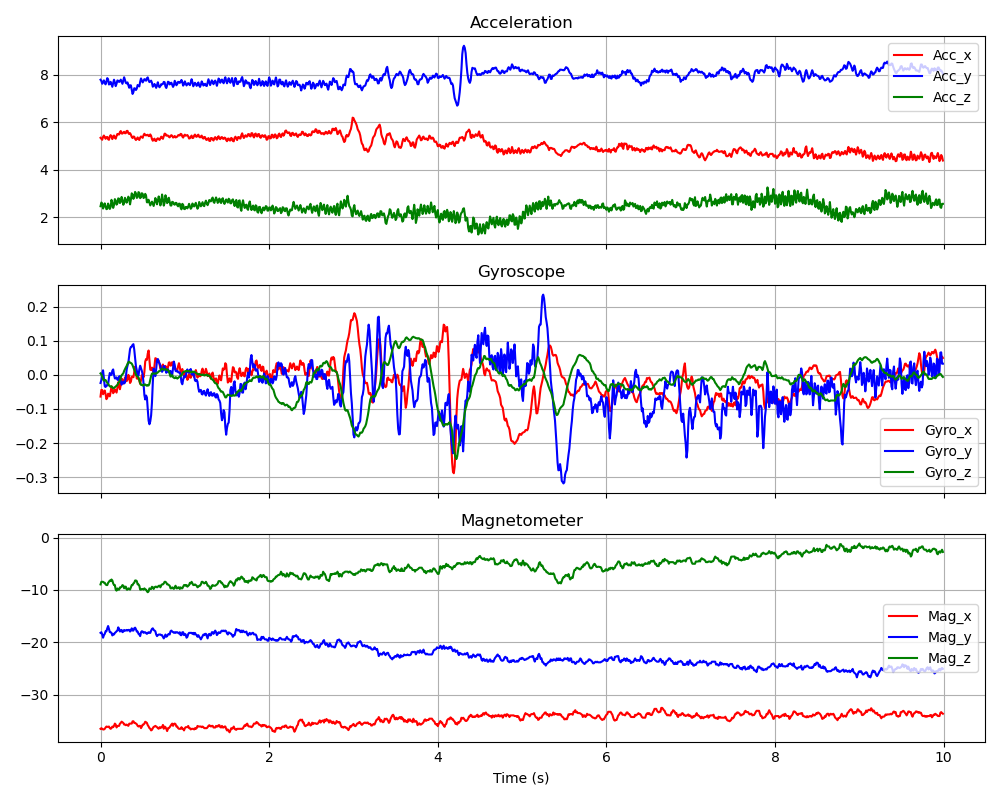 Acceleration
8
6
4
2
Acc_x
Acc_y
Acc_z
Gyroscope
0.2
0.1
0.0
−0.1
−0.2
−0.3
Gyro_x
Gyro_y
Gyro_z
Magnetometer
0
−10
−20
−30
Mag_x
Mag_y
Mag_z
0 2 4 6 8 10
Time (s)